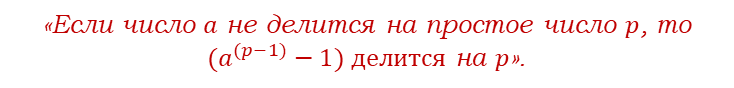 «Если число a не делится на простое число p, то
(a^(p−1) − 1) делится на p».